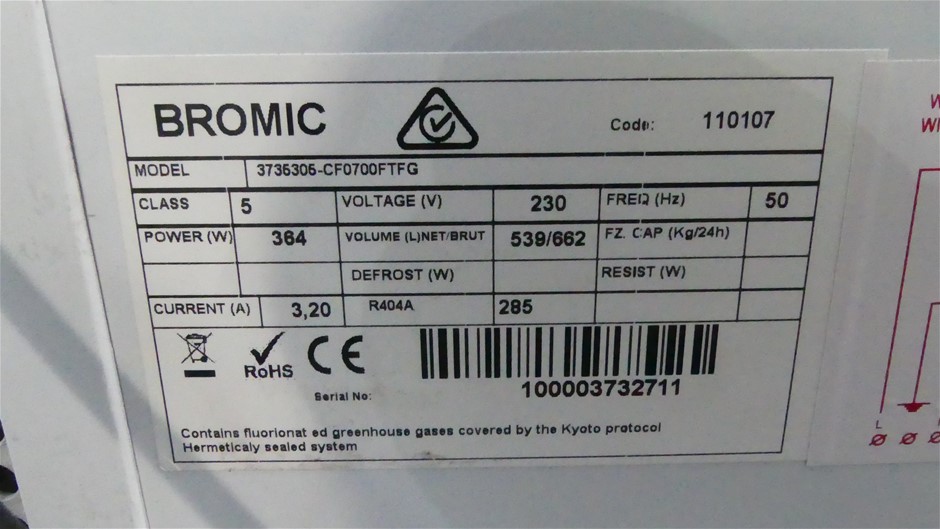 BROMIC Code: 110107
MODEL 3735305-CF0700FTFG
CLASS 5 VOLTAGE (V) 230 FREQ (Hz) 50
POWER (W) 364 VOLUME (L)NET/BRUT 539/662 FZ. CAP (Kg/24h)
DEFROST (W) RESIST (W)
CURRENT (A) 3,20 R404A 285
RoHS CE
100003732711
Serial No:
Contains fluorionat ed greenhouse gases covered by the Kyoto protocol
Hermeticaly sealed system
L